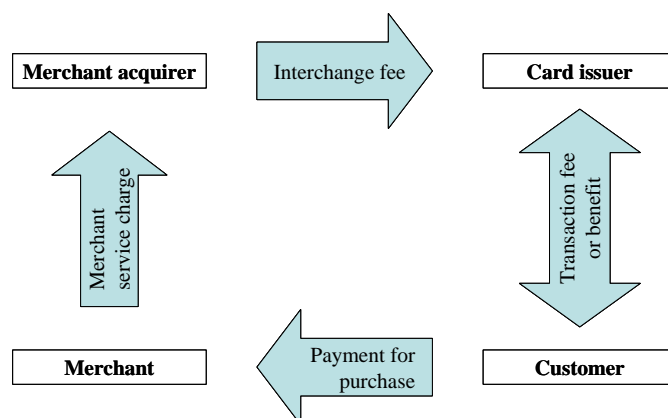 Merchant acquirer
Interchange fee
Card issuer
Merchant
service charge
Transaction fee
or benefit
Merchant
Payment for
purchase
Customer